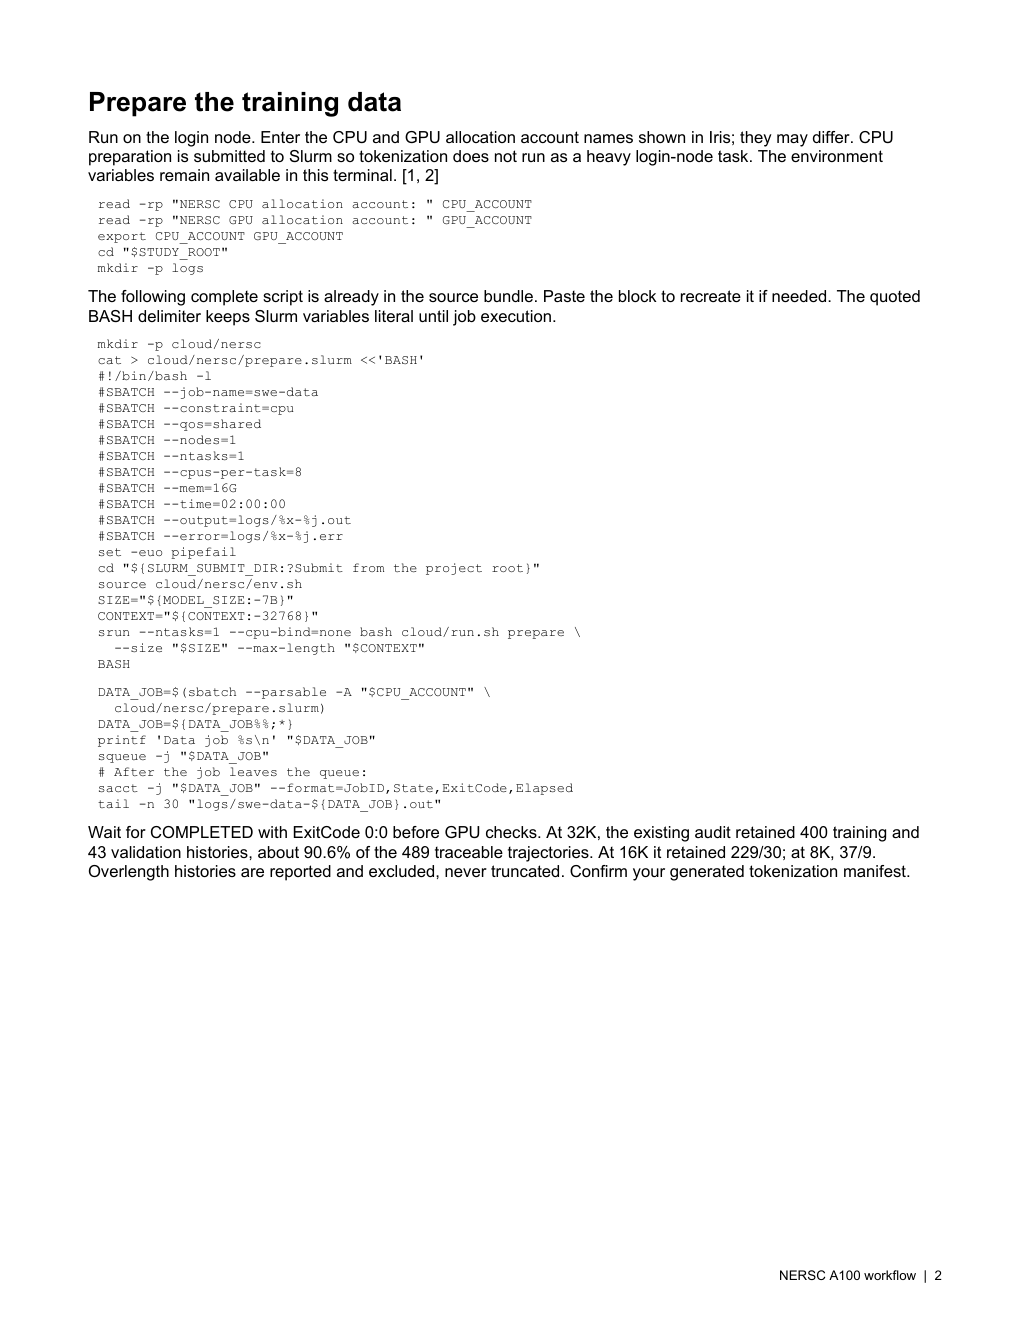 Prepare the training data
Run on the login node. Enter the CPU and GPU allocation account names shown in Iris; they may differ. CPU
preparation is submitted to Slurm so tokenization does not run as a heavy login-node task. The environment
variables remain available in this terminal. [1, 2]
read -rp "NERSC CPU allocation account: " CPU_ACCOUNT
read -rp "NERSC GPU allocation account: " GPU_ACCOUNT
export CPU_ACCOUNT GPU_ACCOUNT
cd "$STUDY_ROOT"
mkdir -p logs
The following complete script is already in the source bundle. Paste the block to recreate it if needed. The quoted
BASH delimiter keeps Slurm variables literal until job execution.
mkdir -p cloud/nersc
cat > cloud/nersc/prepare.slurm <<'BASH'
#!/bin/bash -l
#SBATCH --job-name=swe-data
#SBATCH --constraint=cpu
#SBATCH --qos=shared
#SBATCH --nodes=1
#SBATCH --ntasks=1
#SBATCH --cpus-per-task=8
#SBATCH --mem=16G
#SBATCH --time=02:00:00
#SBATCH --output=logs/%x-%j.out
#SBATCH --error=logs/%x-%j.err
set -euo pipefail
cd "${SLURM_SUBMIT_DIR:?Submit from the project root}"
source cloud/nersc/env.sh
SIZE="${MODEL_SIZE:-7B}"
CONTEXT="${CONTEXT:-32768}"
srun --ntasks=1 --cpu-bind=none bash cloud/run.sh prepare \
  --size "$SIZE" --max-length "$CONTEXT"
BASH
DATA_JOB=$(sbatch --parsable -A "$CPU_ACCOUNT" \
  cloud/nersc/prepare.slurm)
DATA_JOB=${DATA_JOB%%;*}
printf 'Data job %s\n' "$DATA_JOB"
squeue -j "$DATA_JOB"
# After the job leaves the queue:
sacct -j "$DATA_JOB" --format=JobID,State,ExitCode,Elapsed
tail -n 30 "logs/swe-data-${DATA_JOB}.out"
Wait for COMPLETED with ExitCode 0:0 before GPU checks. At 32K, the existing audit retained 400 training and
43 validation histories, about 90.6% of the 489 traceable trajectories. At 16K it retained 229/30; at 8K, 37/9.
Overlength histories are reported and excluded, never truncated. Confirm your generated tokenization manifest.
NERSC A100 workflow | 2